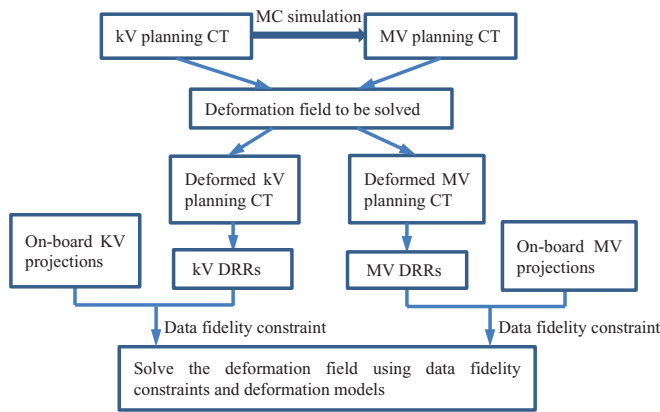 MC simulation
kV planning CT
MV planning CT
Deformation field to be solved
Deformed kV
planning CT
Deformed MV
planning CT
On-board KV
projections
kV DRRs
MV DRRs
On-board MV
projections
Data fidelity constraint
Data fidelity constraint
Solve the deformation field using data fidelity
constraints and deformation models